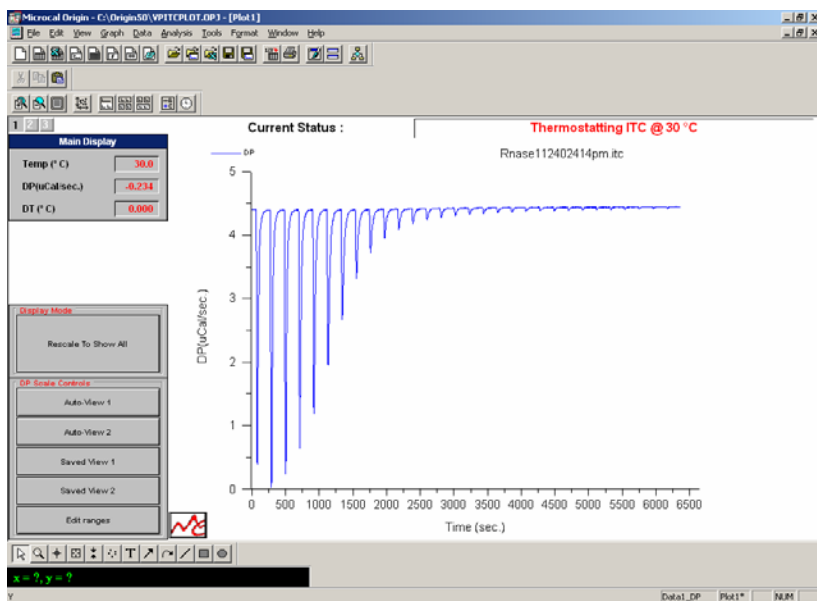 Microcal Origin - C:\Origin50\VPITCPLOT.OPJ - [Plot1]
File Edit View Graph Data Analysis Tools Format Window Help
1 2 3
Main Display
Temp (° C) 30.0
DP(uCal/sec.) -0.234
DT (° C) 0.000
Current Status : Thermostatting ITC @ 30 °C
DP
Rnase112402414pm.itc
5
4
3
2
1
0
DP(uCal/sec.)
0 500 1000 1500 2000 2500 3000 3500 4000 4500 5000 5500 6000 6500
Time (sec.)
Display Mode
Rescale To Show All
DP Scale Controls
Auto-View 1
Auto-View 2
Saved View 1
Saved View 2
Edit ranges
T
x = ?, y = ?
Y
Data1_DP Plot1* NUM